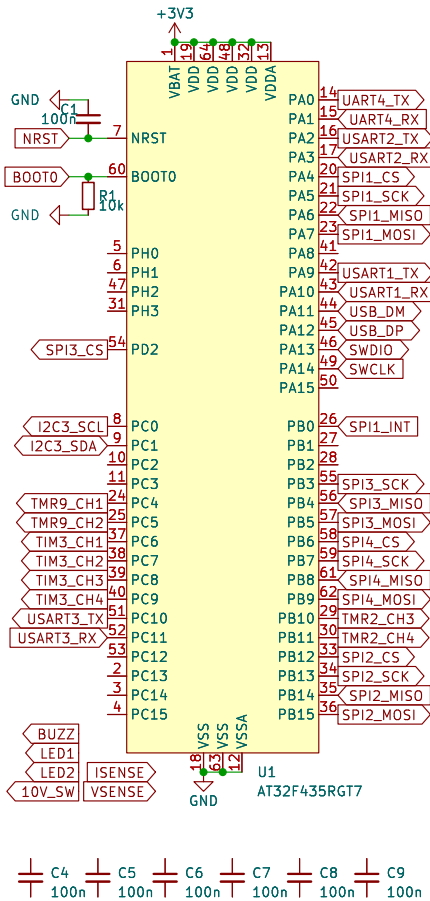 +3V3
1 19 64 48 32 13
VBAT VDD VDD VDD VDD VDDA
GND
C1
100n
NRST 7 NRST
BOOT0 60 BOOT0
R1
10k
GND
5 PH0
6 PH1
47 PH2
31 PH3
SPI3_CS 54 PD2
I2C3_SCL 8 PC0
I2C3_SDA 9 PC1
10 PC2
11 PC3
TMR9_CH1 24 PC4
TMR9_CH2 25 PC5
TIM3_CH1 37 PC6
TIM3_CH2 38 PC7
TIM3_CH3 39 PC8
TIM3_CH4 40 PC9
USART3_TX 51 PC10
USART3_RX 52 PC11
53 PC12
2 PC13
3 PC14
4 PC15
PA0 14 UART4_TX
PA1 15 UART4_RX
PA2 16 USART2_TX
PA3 17 USART2_RX
PA4 20 SPI1_CS
PA5 21 SPI1_SCK
PA6 22 SPI1_MISO
PA7 23 SPI1_MOSI
PA8 41
PA9 42 USART1_TX
PA10 43 USART1_RX
PA11 44 USB_DM
PA12 45 USB_DP
PA13 46 SWDIO
PA14 49 SWCLK
PA15 50
PB0 26 SPI1_INT
PB1 27
PB2 28
PB3 55 SPI3_SCK
PB4 56 SPI3_MISO
PB5 57 SPI3_MOSI
PB6 58 SPI4_CS
PB7 59 SPI4_SCK
PB8 61 SPI4_MISO
PB9 62 SPI4_MOSI
PB10 29 TMR2_CH3
PB11 30 TMR2_CH4
PB12 33 SPI2_CS
PB13 34 SPI2_SCK
PB14 35 SPI2_MISO
PB15 36 SPI2_MOSI
VSS VSS VSSA
18 63 12
GND
U1
AT32F435RGT7
BUZZ
LED1
LED2 ISENSE
10V_SW VSENSE
C4 C5 C6 C7 C8 C9
100n 100n 100n 100n 100n 100n